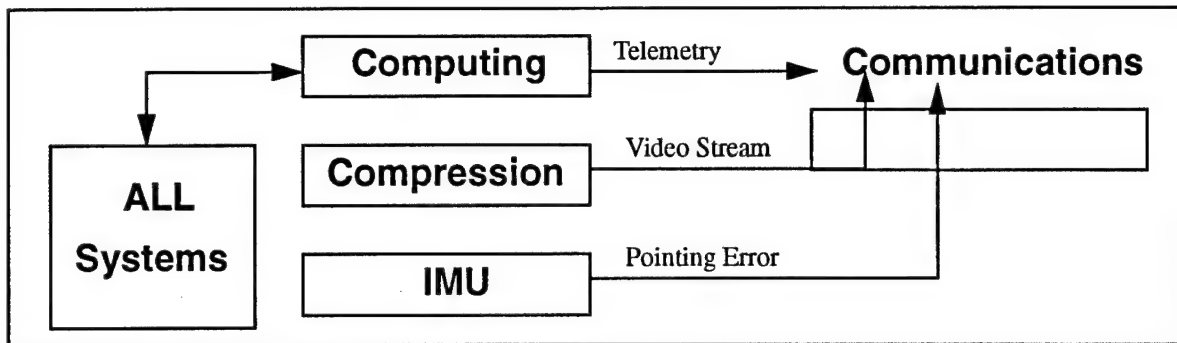 Computing
Telemetry
Communications
Compression
Video Stream
ALL
Systems
IMU
Pointing Error